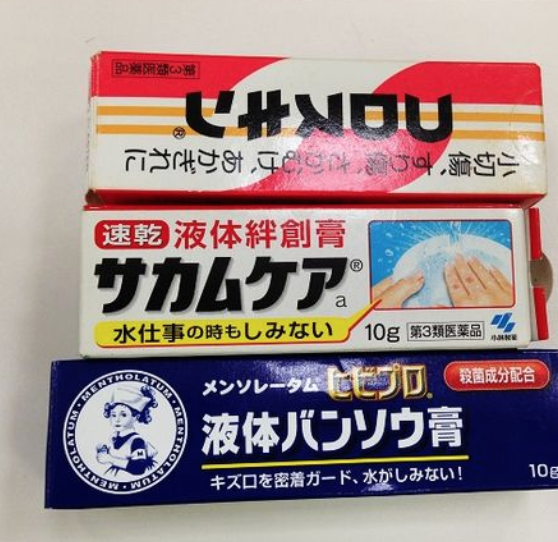 第3類医薬品
コロスキン®
小切傷、すり傷、さかむけ、あかぎれに
速乾 液体絆創膏
サカムケア®a
水仕事の時もしみない
10g 第3類医薬品
小林製薬
MENTHOLATUM・MENTHOLATUM・MENTHOLATUM
メンソレータム ヒビプロ®
殺菌成分配合
液体バンソウ膏
キズ口を密着ガード、水がしみない!
10g